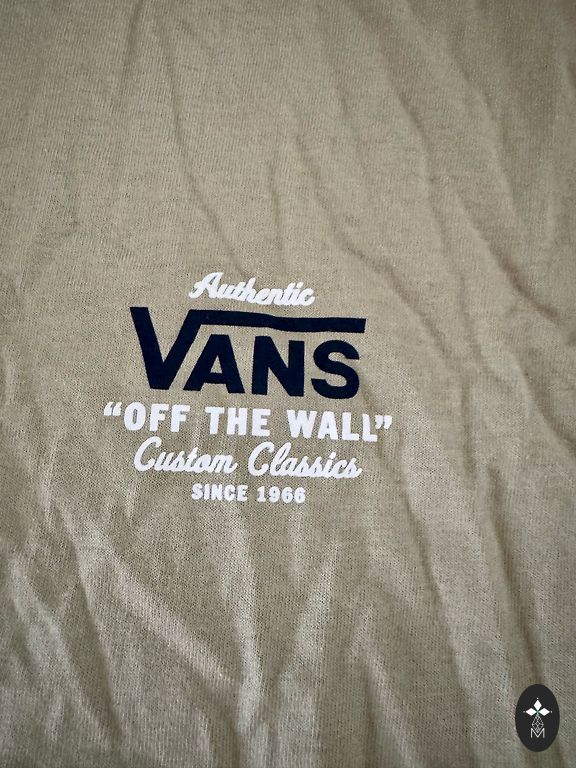 Authentic
VANS
"OFF THE WALL"
Custom Classics
SINCE 1966
M